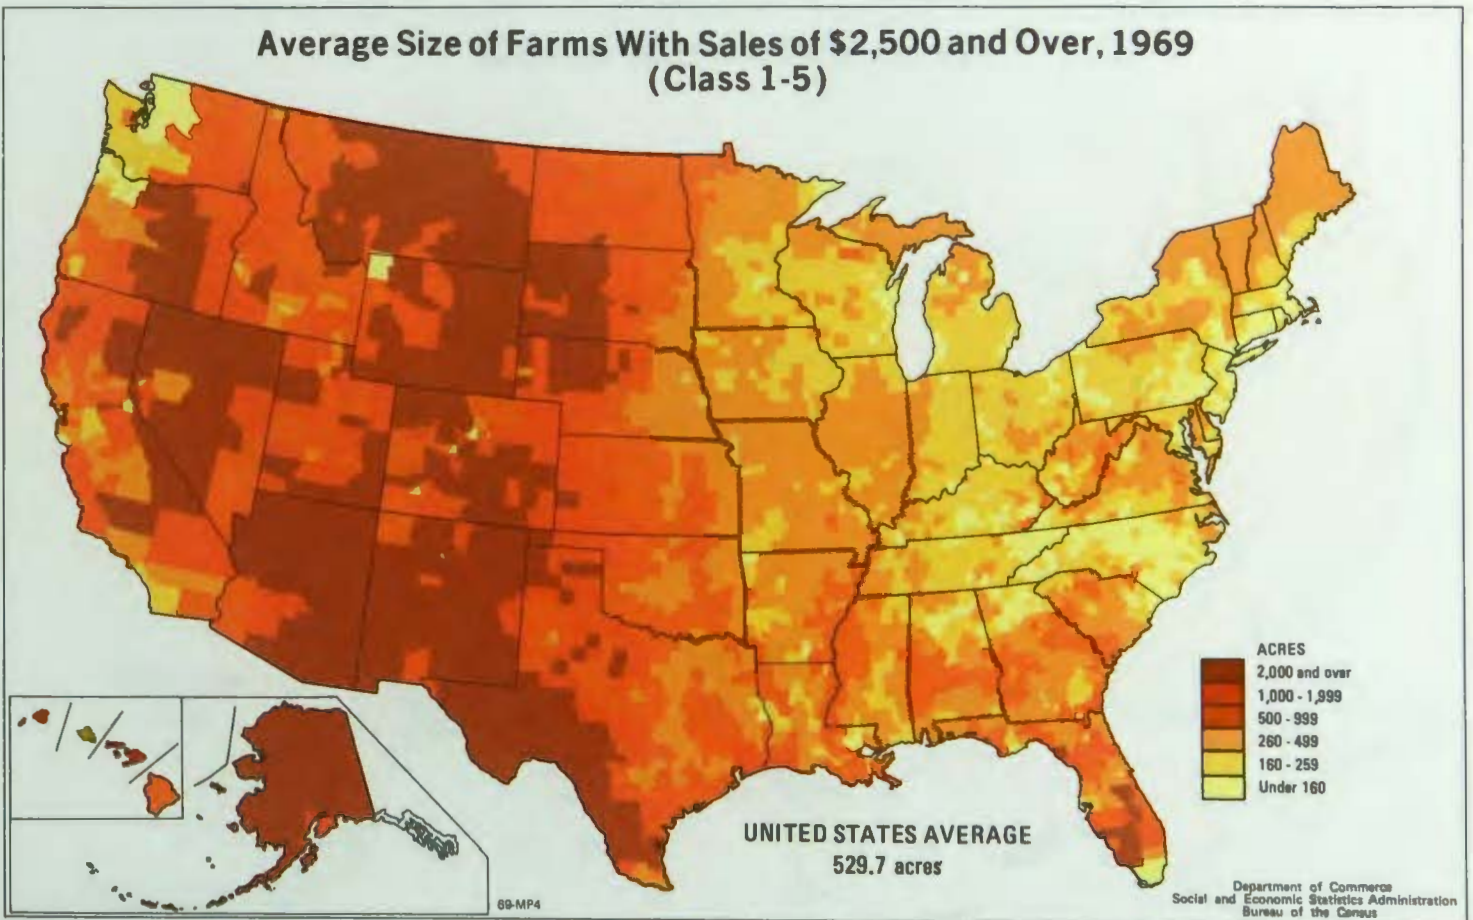 Average Size of Farms With Sales of $2,500 and Over, 1969
(Class 1-5)
ACRES
2,000 and over
1,000 - 1,999
500 - 999
260 - 499
160 - 259
Under 160
UNITED STATES AVERAGE
529.7 acres
69-MP4
Department of Commerce
Social and Economic Statistics Administration
Bureau of the Census